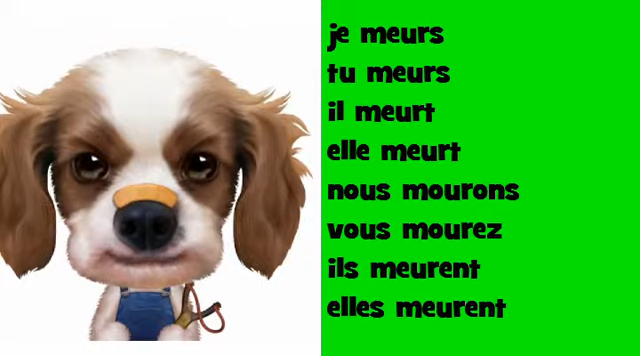 je meurs
tu meurs
il meurt
elle meurt
nous mourons
vous mourez
ils meurent
elles meurent